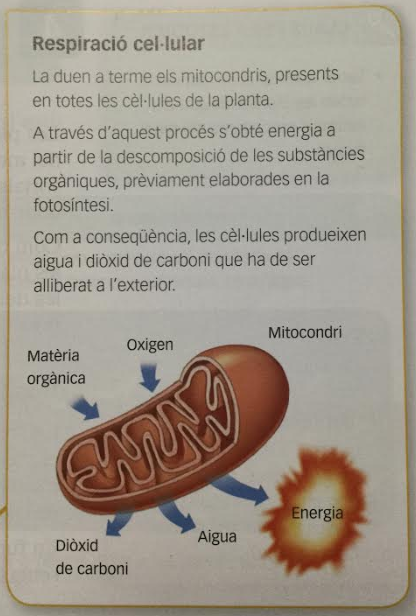 Respiració cel·lular
La duen a terme els mitocondris, presents
en totes les cèl·lules de la planta.
A través d'aquest procés s'obté energia a
partir de la descomposició de les substàncies
orgàniques, prèviament elaborades en la
fotosíntesi.
Com a conseqüència, les cèl·lules produeixen
aigua i diòxid de carboni que ha de ser
alliberat a l'exterior.
Mitocondri
Oxigen
Matèria
orgànica
Energia
Aigua
Diòxid
de carboni